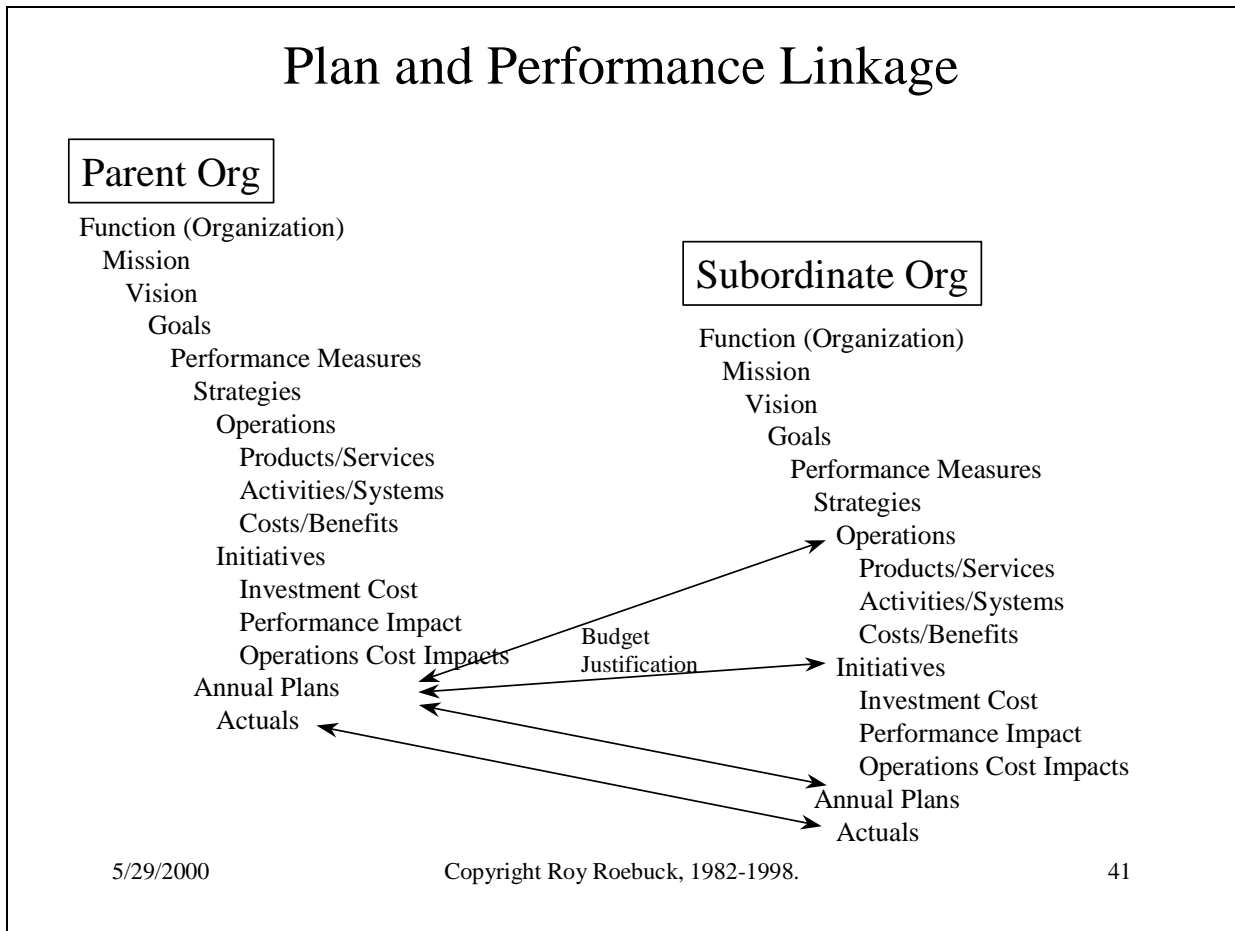 Plan and Performance Linkage
Parent Org
Function (Organization)
Mission
Vision
Goals
Performance Measures
Strategies
Operations
Products/Services
Activities/Systems
Costs/Benefits
Initiatives
Investment Cost
Performance Impact
Operations Cost Impacts
Annual Plans
Actuals
Budget
Justification
Subordinate Org
Function (Organization)
Mission
Vision
Goals
Performance Measures
Strategies
Operations
Products/Services
Activities/Systems
Costs/Benefits
Initiatives
Investment Cost
Performance Impact
Operations Cost Impacts
Annual Plans
Actuals
5/29/2000 Copyright Roy Roebuck, 1982-1998. 41